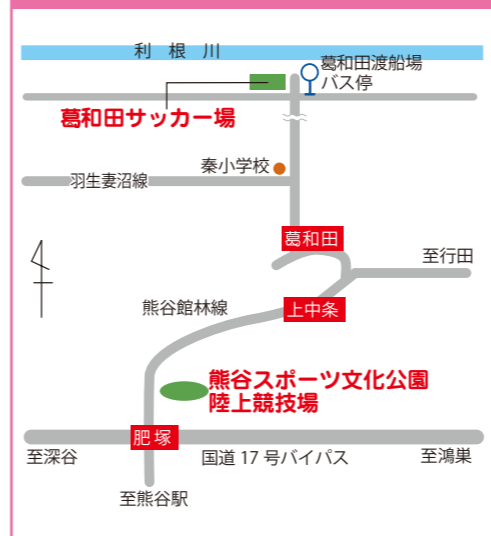 利根川
葛和田渡船場
バス停
葛和田サッカー場
秦小学校
羽生妻沼線
葛和田
至行田
熊谷館林線
上中条
熊谷スポーツ文化公園
陸上競技場
肥塚
至深谷
国道17号バイパス
至鴻巣
至熊谷駅